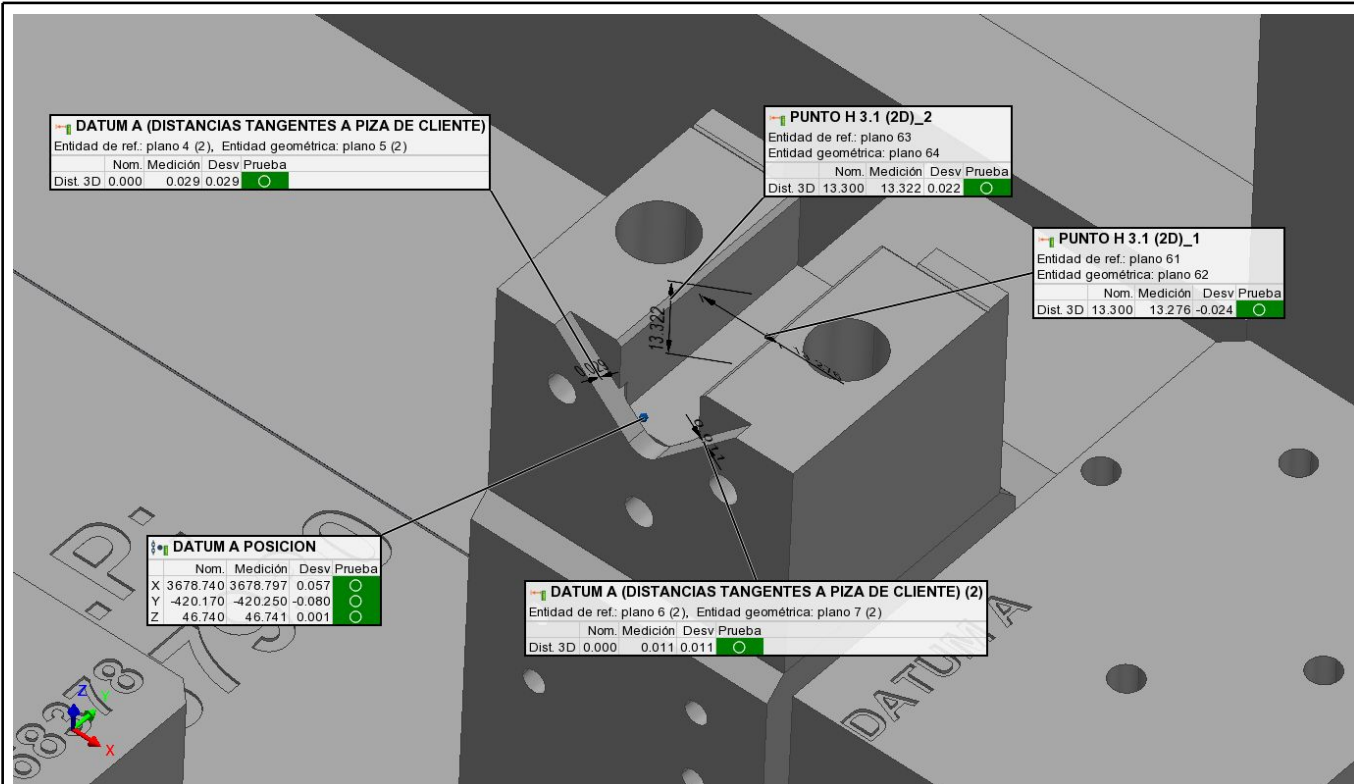 DATUM A (DISTANCIAS TANGENTES A PIZA DE CLIENTE)
Entidad de ref.: plano 4 (2), Entidad geométrica: plano 5 (2)
Nom. Medición Desv Prueba
Dist. 3D 0.000 0.029 0.029
PUNTO H 3.1 (2D)_2
Entidad de ref.: plano 63
Entidad geométrica: plano 64
Nom. Medición Desv Prueba
Dist. 3D 13.300 13.322 0.022
PUNTO H 3.1 (2D)_1
Entidad de ref.: plano 61
Entidad geométrica: plano 62
Nom. Medición Desv Prueba
Dist. 3D 13.300 13.276 -0.024
13.322
0.029
0.011
DATUM A POSICION
Nom. Medición Desv Prueba
X 3678.740 3678.797 0.057
Y -420.170 -420.250 -0.080
Z 46.740 46.741 0.001
DATUM A (DISTANCIAS TANGENTES A PIZA DE CLIENTE) (2)
Entidad de ref.: plano 6 (2), Entidad geométrica: plano 7 (2)
Nom. Medición Desv Prueba
Dist. 3D 0.000 0.011 0.011
DATUM A
68378
Z
Y
X